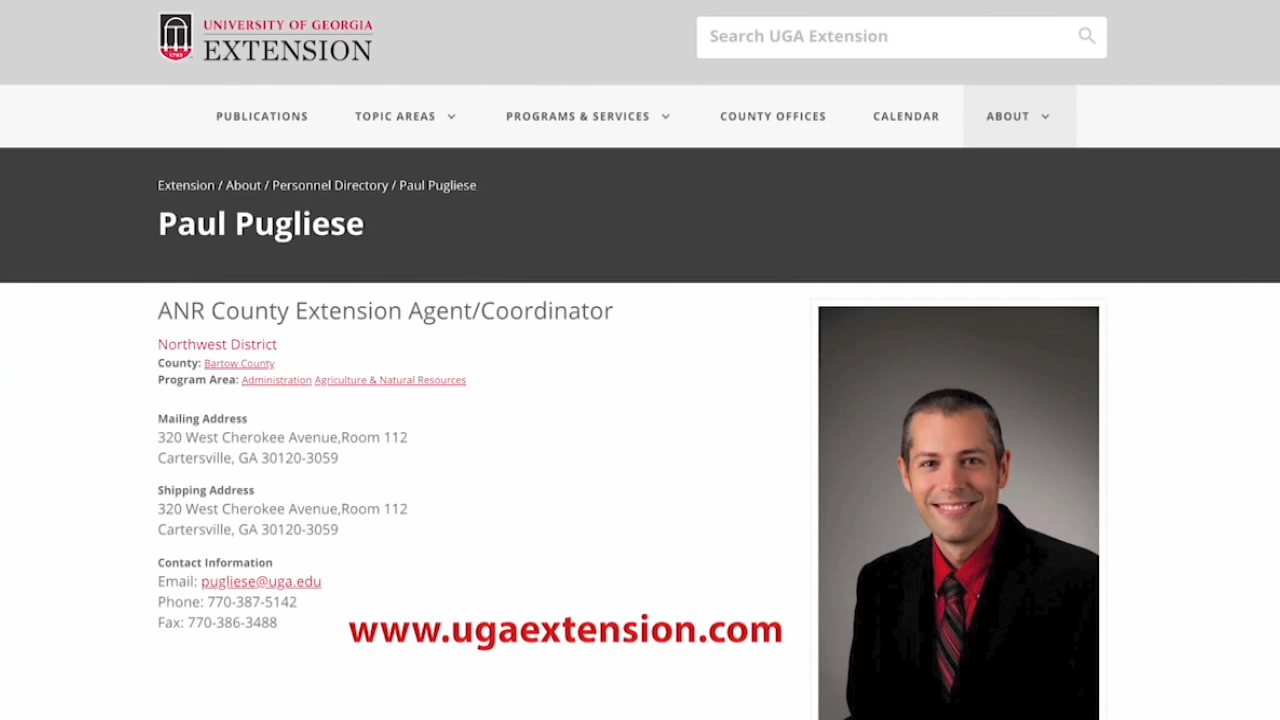 UNIVERSITY OF GEORGIA
EXTENSION
1785
Search UGA Extension
PUBLICATIONS TOPIC AREAS PROGRAMS & SERVICES COUNTY OFFICES CALENDAR ABOUT
Extension / About / Personnel Directory / Paul Pugliese
Paul Pugliese
ANR County Extension Agent/Coordinator
Northwest District
County: Bartow County
Program Area: Administration Agriculture & Natural Resources
Mailing Address
320 West Cherokee Avenue,Room 112
Cartersville, GA 30120-3059
Shipping Address
320 West Cherokee Avenue,Room 112
Cartersville, GA 30120-3059
Contact Information
Email: pugliese@uga.edu
Phone: 770-387-5142
Fax: 770-386-3488
www.ugaextension.com